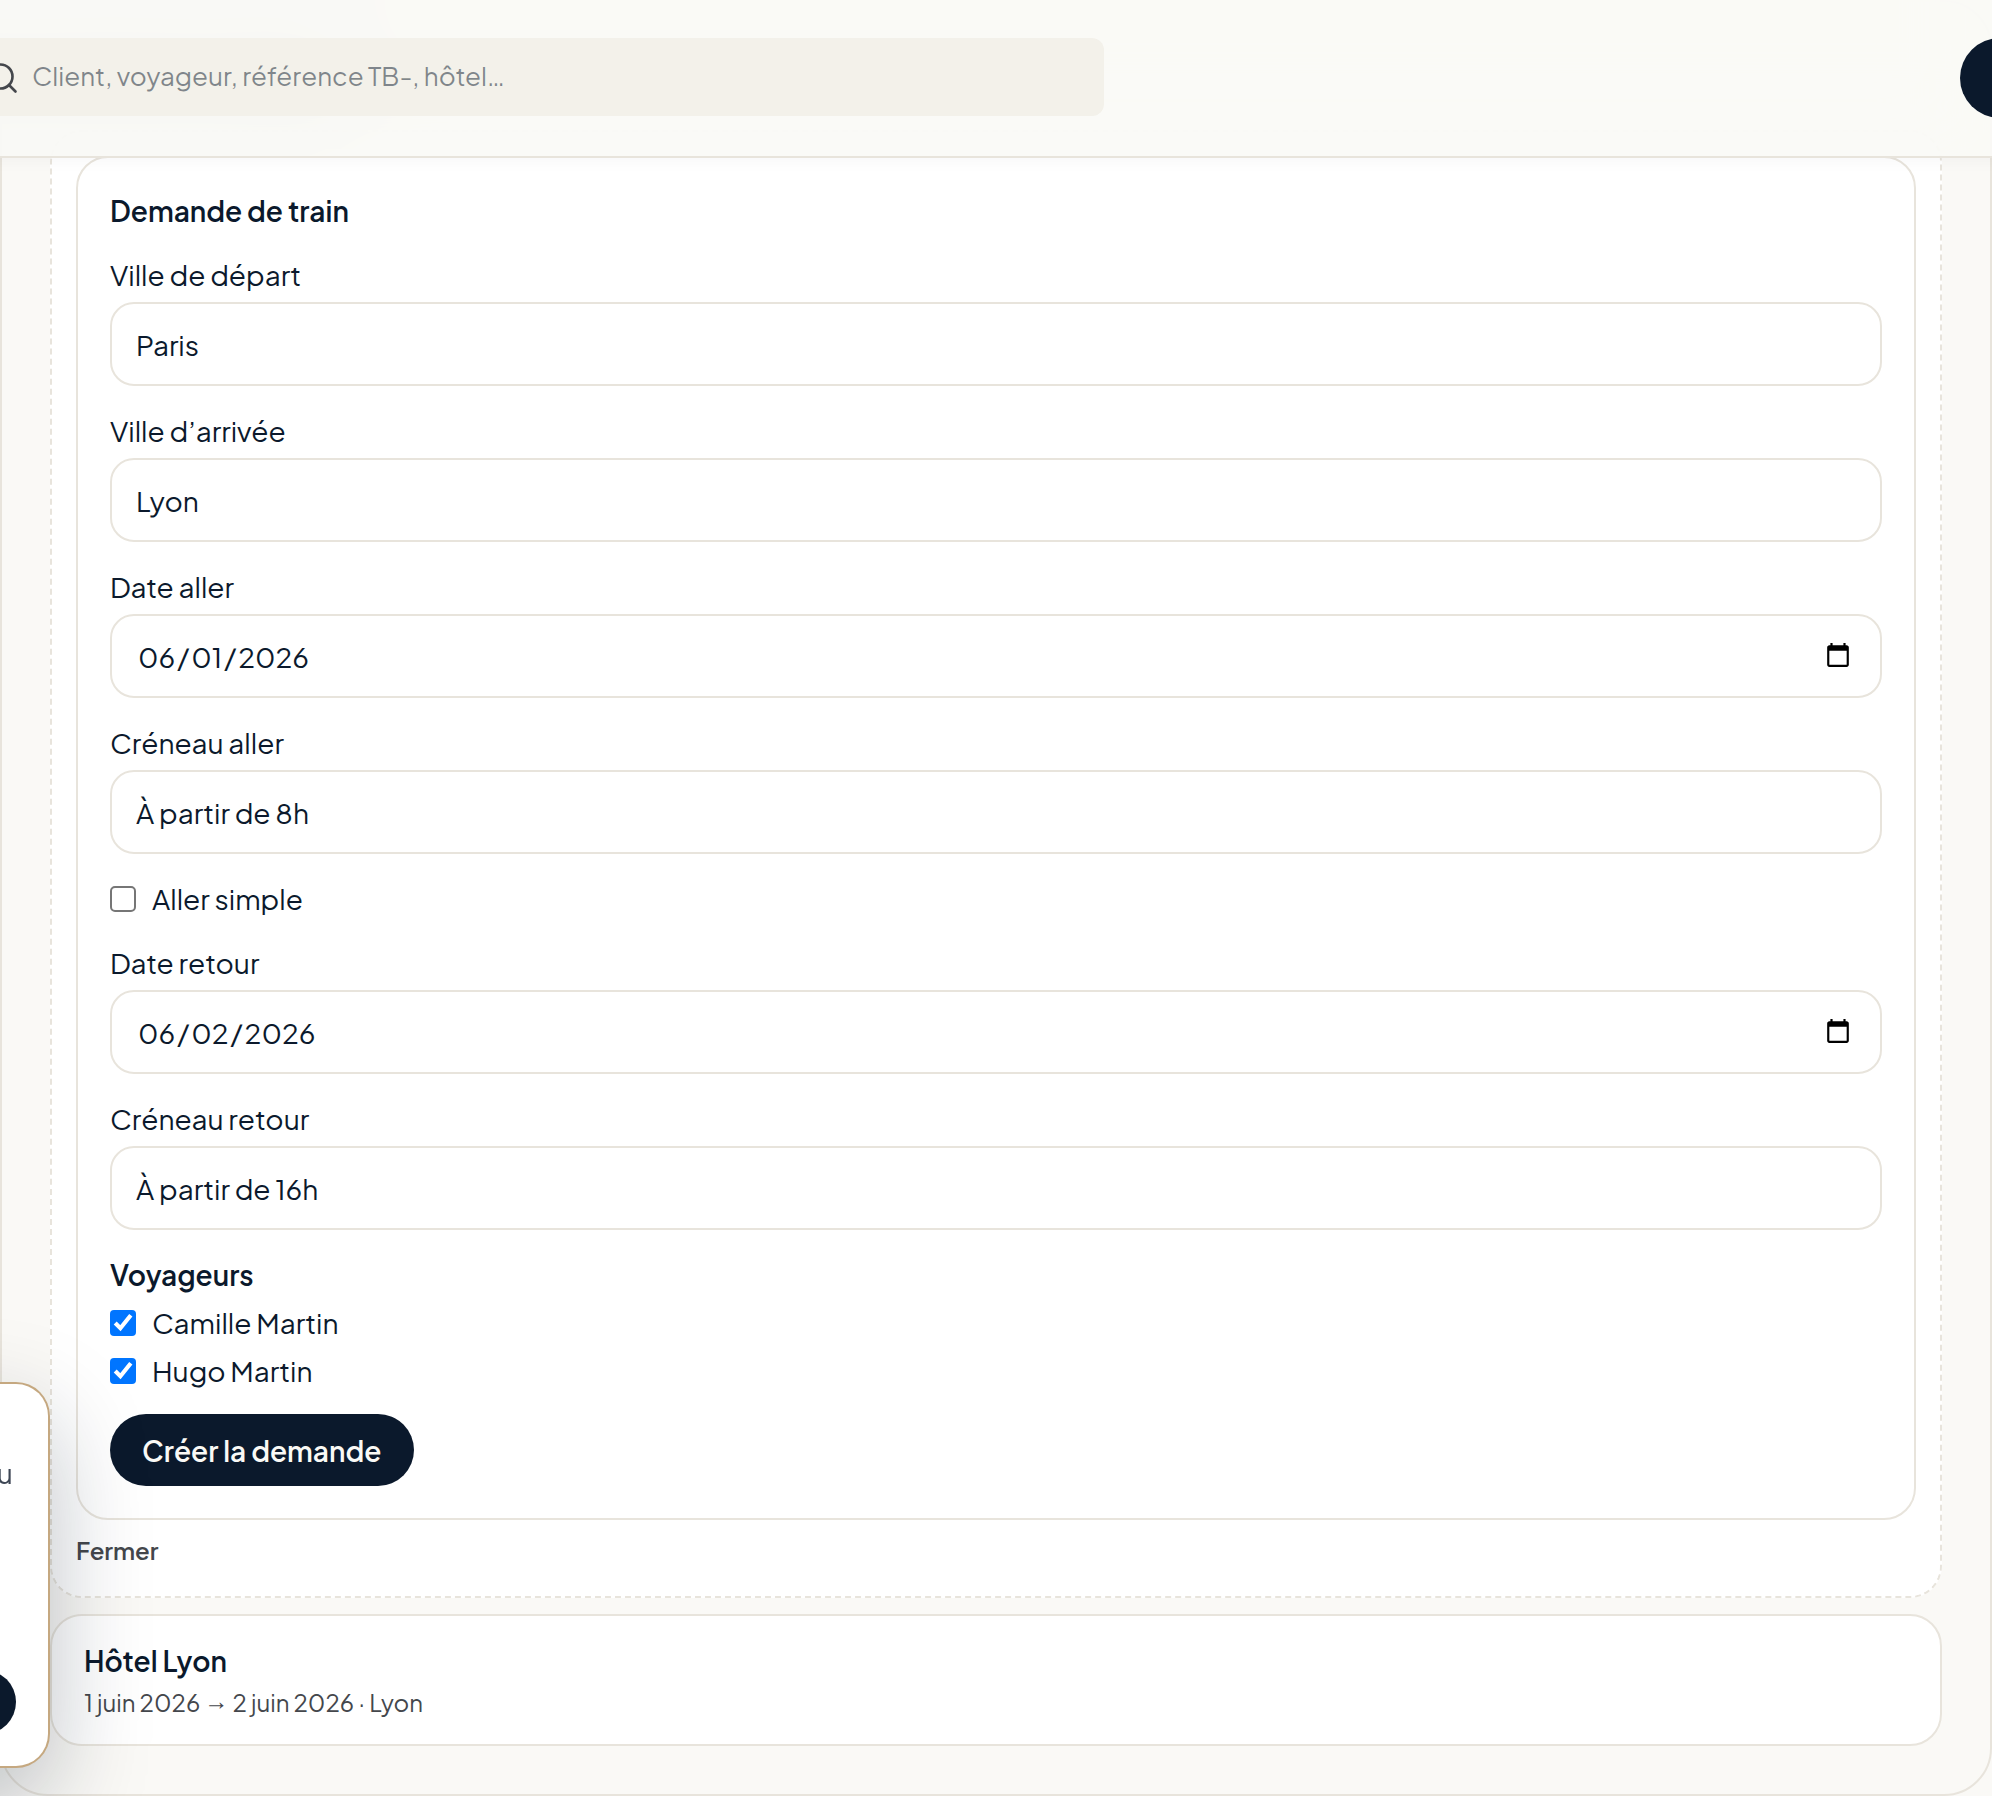 Client, voyageur, référence TB-, hôtel...
Demande de train
Ville de départ
Paris
Ville d’arrivée
Lyon
Date aller
06/01/2026
Créneau aller
À partir de 8h
Aller simple
Date retour
06/02/2026
Créneau retour
À partir de 16h
Voyageurs
Camille Martin
Hugo Martin
Créer la demande
u
Fermer
Hôtel Lyon
1 juin 2026 → 2 juin 2026 · Lyon